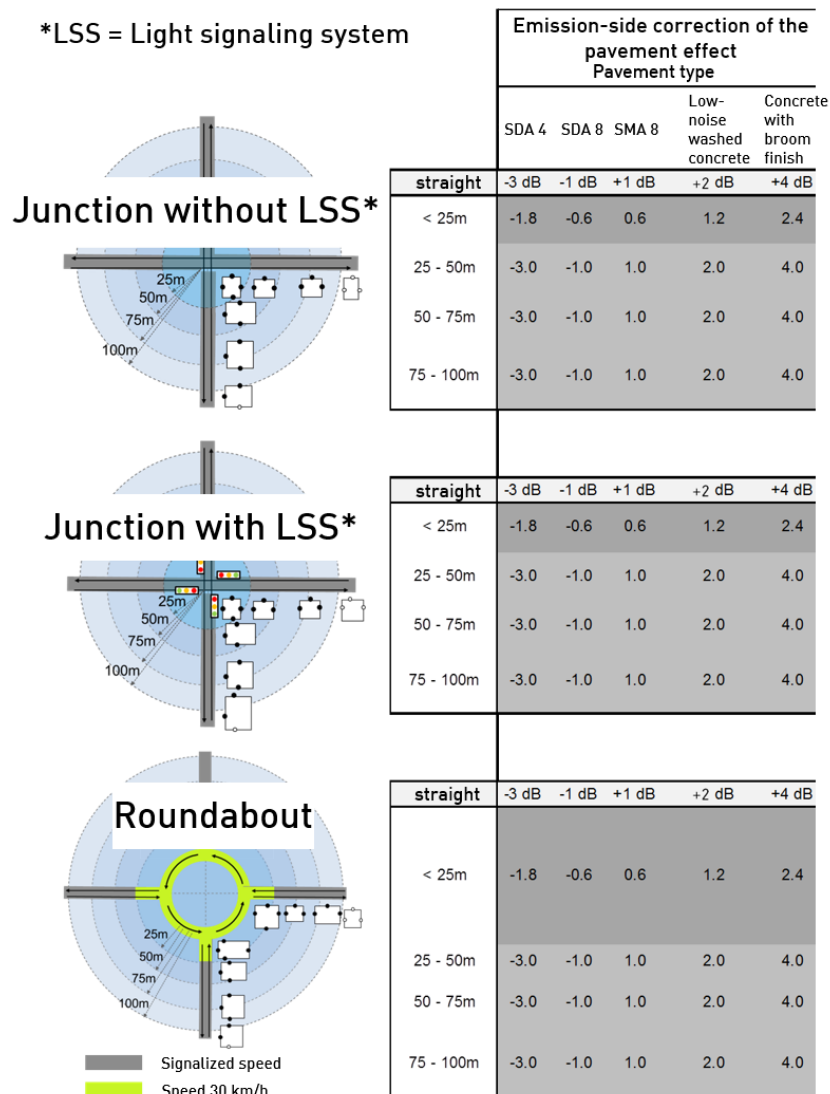 *LSS = Light signaling system
Emission-side correction of the
pavement effect
Pavement type
SDA 4 SDA 8 SMA 8
Low-
noise
washed
concrete
Concrete
with
broom
finish
straight -3 dB -1 dB +1 dB +2 dB +4 dB
Junction without LSS*
< 25m -1.8 -0.6 0.6 1.2 2.4
25 - 50m -3.0 -1.0 1.0 2.0 4.0
50 - 75m -3.0 -1.0 1.0 2.0 4.0
75 - 100m -3.0 -1.0 1.0 2.0 4.0
25m
50m
75m
100m
straight -3 dB -1 dB +1 dB +2 dB +4 dB
Junction with LSS*
< 25m -1.8 -0.6 0.6 1.2 2.4
25 - 50m -3.0 -1.0 1.0 2.0 4.0
50 - 75m -3.0 -1.0 1.0 2.0 4.0
75 - 100m -3.0 -1.0 1.0 2.0 4.0
25m
50m
75m
100m
straight -3 dB -1 dB +1 dB +2 dB +4 dB
Roundabout
< 25m -1.8 -0.6 0.6 1.2 2.4
25 - 50m -3.0 -1.0 1.0 2.0 4.0
50 - 75m -3.0 -1.0 1.0 2.0 4.0
75 - 100m -3.0 -1.0 1.0 2.0 4.0
25m
50m
75m
100m
Signalized speed
Speed 30 km/h